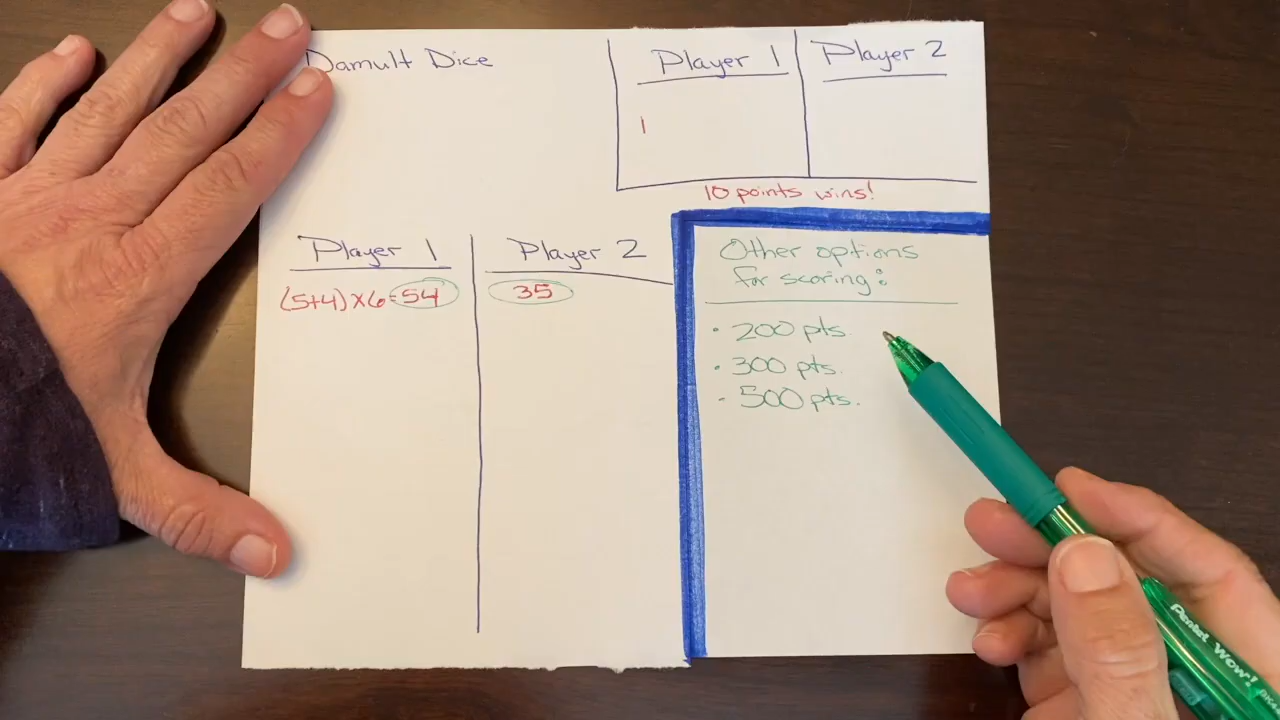 Damult Dice
Player 1
Player 2
1
10 points wins!
Player 1
Player 2
(5+4)×6=54
35
Other options
for scoring:
• 200 pts.
• 300 pts.
• 500 pts.
Pentel WOW!